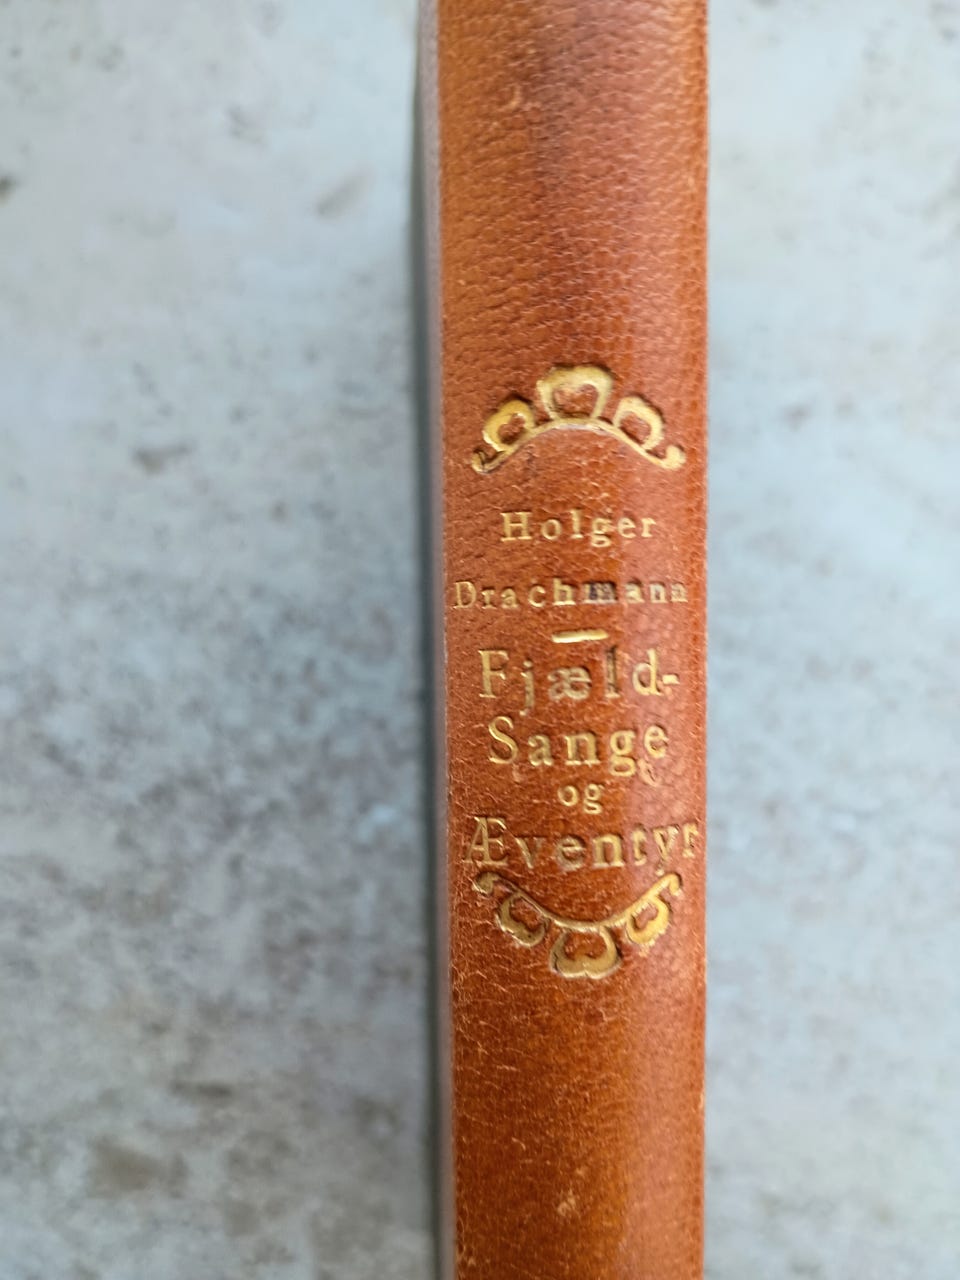 Holger
Drachmann
Fjæld-
Sange
og
Æventyr